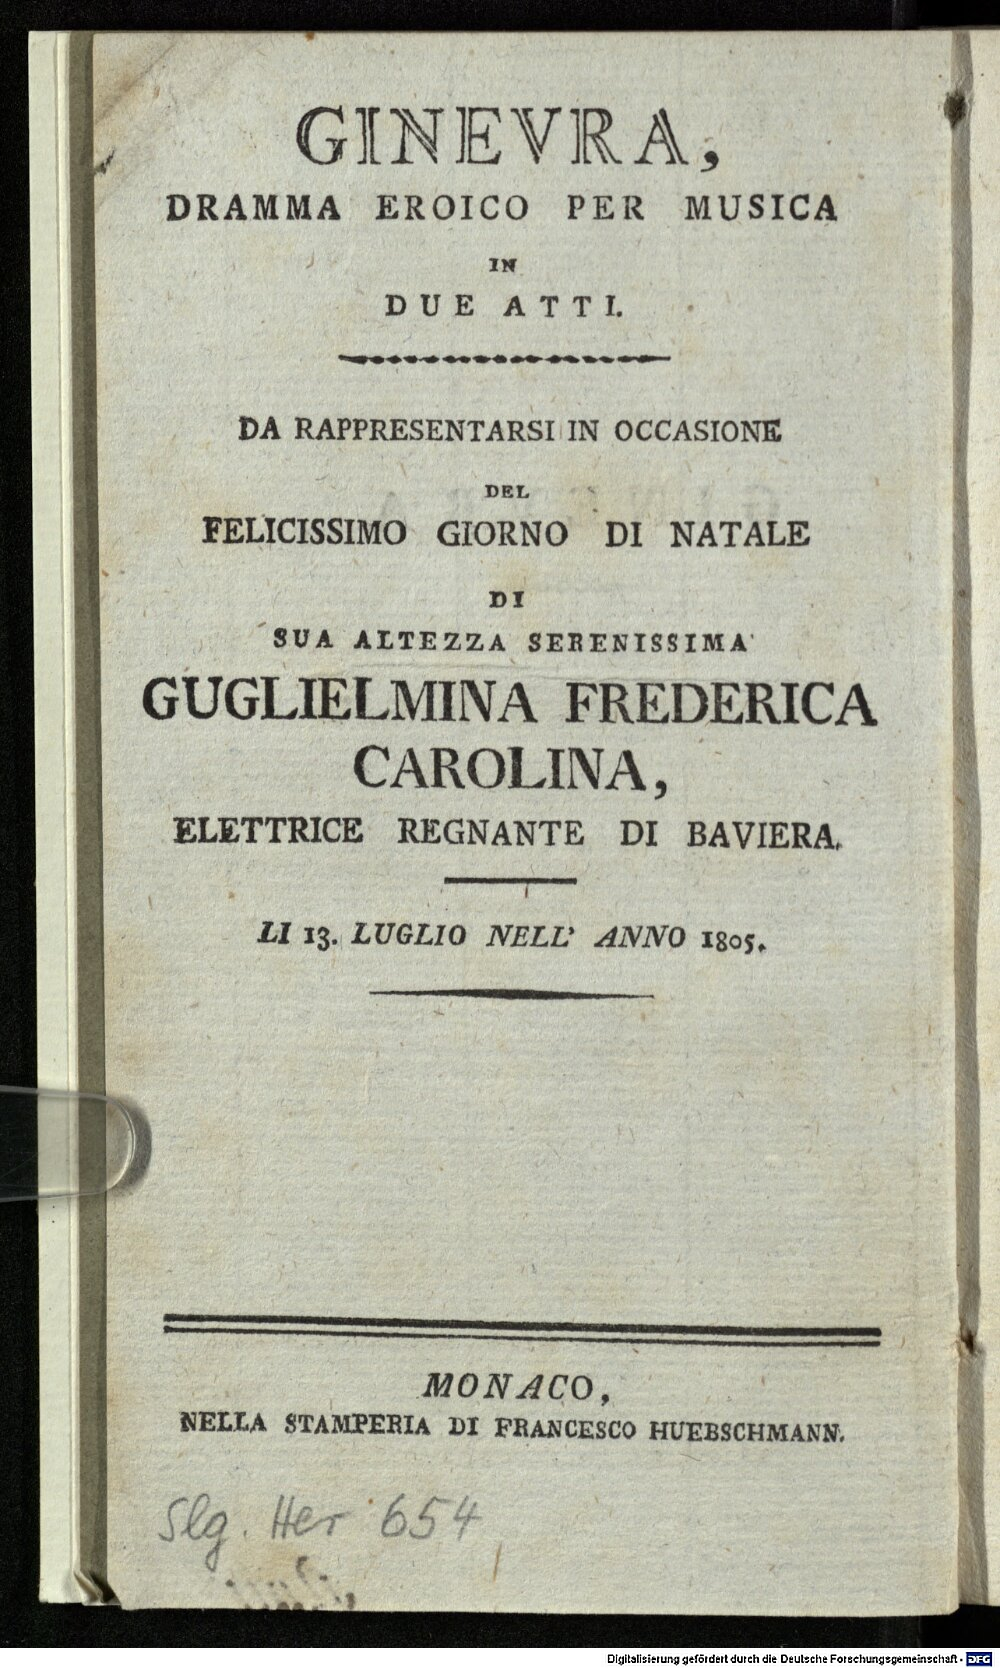 GINEVRA,
DRAMMA EROICO PER MUSICA
IN
DUE ATTI.
DA RAPPRESENTARSI IN OCCASIONE
DEL
FELICISSIMO GIORNO DI NATALE
DI
SUA ALTEZZA SERENISSIMA
GUGLIELMINA FREDERICA
CAROLINA,
ELETTRICE REGNANTE DI BAVIERA.
LI 13. LUGLIO NELL' ANNO 1805.
MONACO,
NELLA STAMPERIA DI FRANCESCO HUEBSCHMANN.
Slg. Her 654
Digitalisierung gefördert durch die Deutsche Forschungsgemeinschaft - DFG